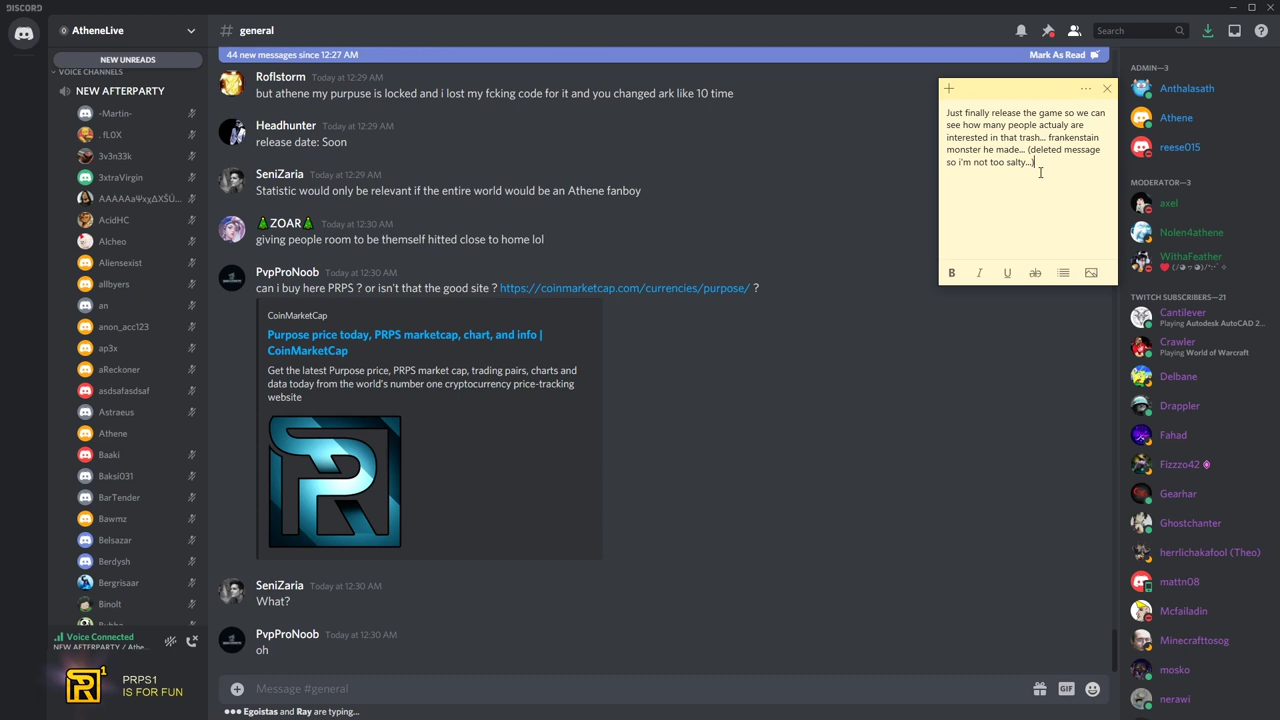 DISCORD
AtheneLive
NEW UNREADS
VOICE CHANNELS
NEW AFTERPARTY
-Martin-
. fL0X
3v3n33k
3xtraVirgin
AcidHC
Alcheo
Aliensexist
allbyers
an
anon_acc123
ap3x
aReckoner
asdsafasdsaf
Astraeus
Athene
Baaki
Baksi031
BarTender
Bawmz
Belsazar
Berdysh
Bergrisaar
Binolt
Voice Connected
NEW AFTERPARTY / Athe...
1
PRPS1
IS FOR FUN
# general
Search
44 new messages since 12:27 AM
Mark As Read
Roflstorm Today at 12:29 AM
but athene my purpuse is locked and i lost my fcking code for it and you changed ark like 10 time
Headhunter Today at 12:29 AM
release date: Soon
SeniZaria Today at 12:29 AM
Statistic would only be relevant if the entire world would be an Athene fanboy
🎄ZOAR🎄 Today at 12:30 AM
giving people room to be themself hitted close to home lol
PvpProNoob Today at 12:30 AM
can i buy here PRPS ? or isn't that the good site ? https://coinmarketcap.com/currencies/purpose/ ?
CoinMarketCap
Purpose price today, PRPS marketcap, chart, and info |
CoinMarketCap
Get the latest Purpose price, PRPS market cap, trading pairs, charts and
data today from the world's number one cryptocurrency price-tracking
website
SeniZaria Today at 12:30 AM
What?
PvpProNoob Today at 12:30 AM
oh
Message #general
GIF
Egoistas and Ray are typing...
Just finally release the game so we can
see how many people actualy are
interested in that trash... frankenstain
monster he made... (deleted message
so i'm not too salty...)
B I U ab
ADMIN—3
Anthalasath
Athene
reese015
MODERATOR—3
axel
Nolen4athene
WithaFeather
TWITCH SUBSCRIBERS—21
Cantilever
Playing Autodesk AutoCAD 2...
Crawler
Playing World of Warcraft
Delbane
Drappler
Fahad
Fizzzo42
Gearhar
Ghostchanter
herrlichakafool (Theo)
mattn08
Mcfailadin
Minecrafttosog
mosko
nerawi